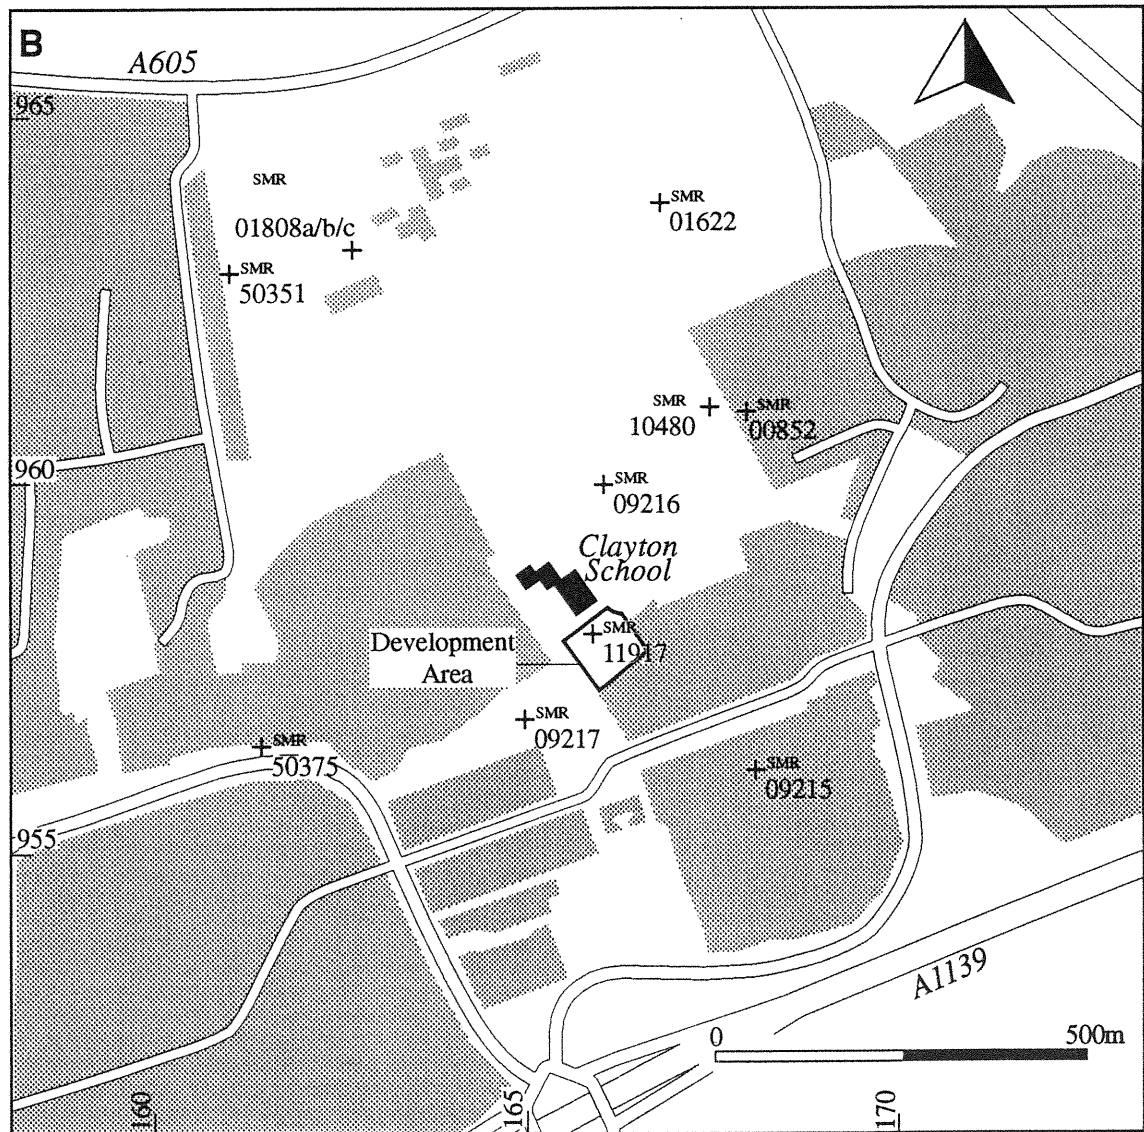 B
A605
965
SMR
01808a/b/c
SMR
01622
SMR
50351
SMR
10480
SMR
00852
960
SMR
09216
Clayton
School
SMR
11917
Development
Area
SMR
09217
SMR
50375
SMR
09215
955
A1139
0
500m
160
165
170